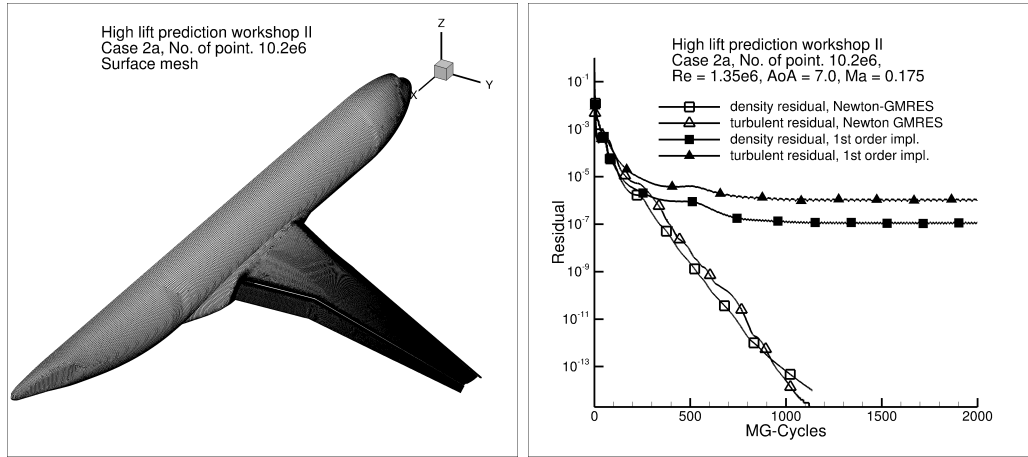 High lift prediction workshop II
Case 2a, No. of point. 10.2e6
Surface mesh
Z
Y
X
High lift prediction workshop II
Case 2a, No. of point. 10.2e6,
Re = 1.35e6, AoA = 7.0, Ma = 0.175
density residual, Newton-GMRES
turbulent residual, Newton GMRES
density residual, 1st order impl.
turbulent residual, 1st order impl.
Residual
10-1
10-3
10-5
10-7
10-9
10-11
10-13
0 500 1000 1500 2000
MG-Cycles